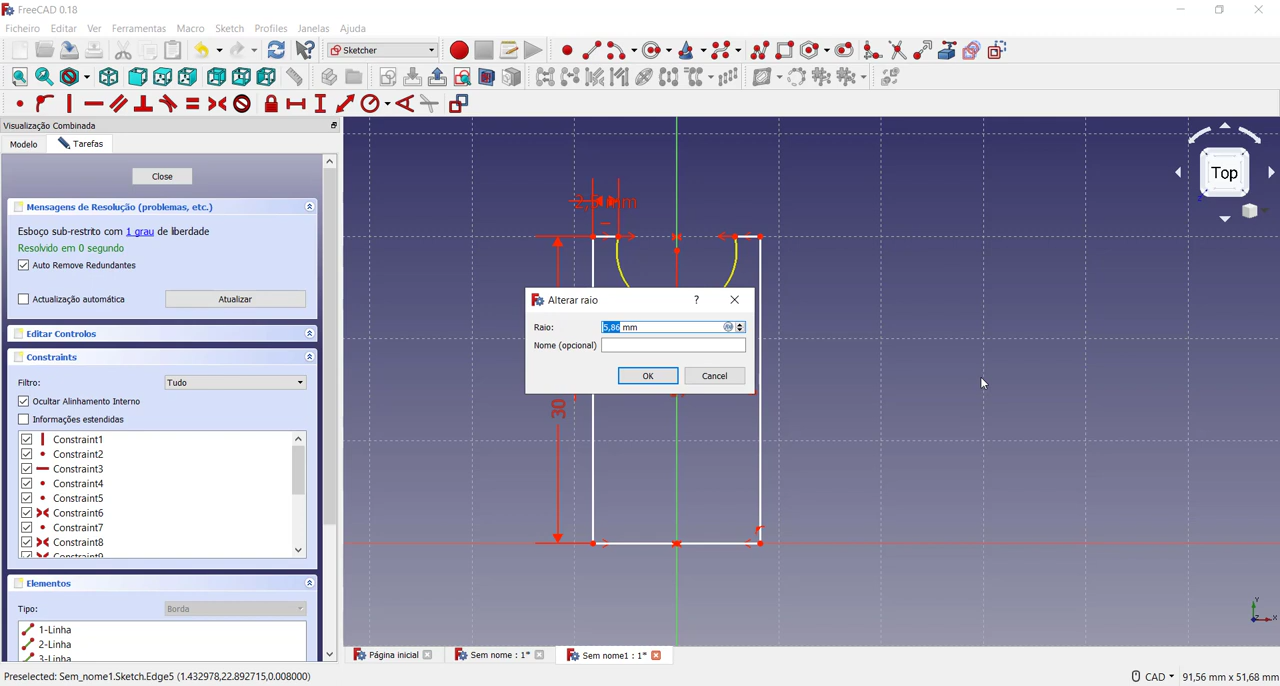 FreeCAD 0.18
Ficheiro Editar Ver Ferramentas Macro Sketch Profiles Janelas Ajuda
Sketcher
Visualização Combinada
Modelo Tarefas
Close
Mensagens de Resolução (problemas, etc.)
Esboço sub-restrito com 1 grau de liberdade
Resolvido em 0 segundo
Auto Remove Redundantes
Actualização automática Atualizar
Editar Controlos
Constraints
Filtro: Tudo
Ocultar Alinhamento Interno
Informações estendidas
Constraint1
Constraint2
Constraint3
Constraint4
Constraint5
Constraint6
Constraint7
Constraint8
Constraint9
Elementos
Tipo: Borda
1-Linha
2-Linha
3-Linha
30
Alterar raio ?
Raio: 5,86 mm
Nome (opcional)
OK Cancel
Top
Y
Z X
Página inicial Sem nome : 1* Sem nome1 : 1*
Preselected: Sem_nome1.Sketch.Edge5 (1.432978,22.892715,0.008000)
CAD 91,56 mm x 51,68 mm